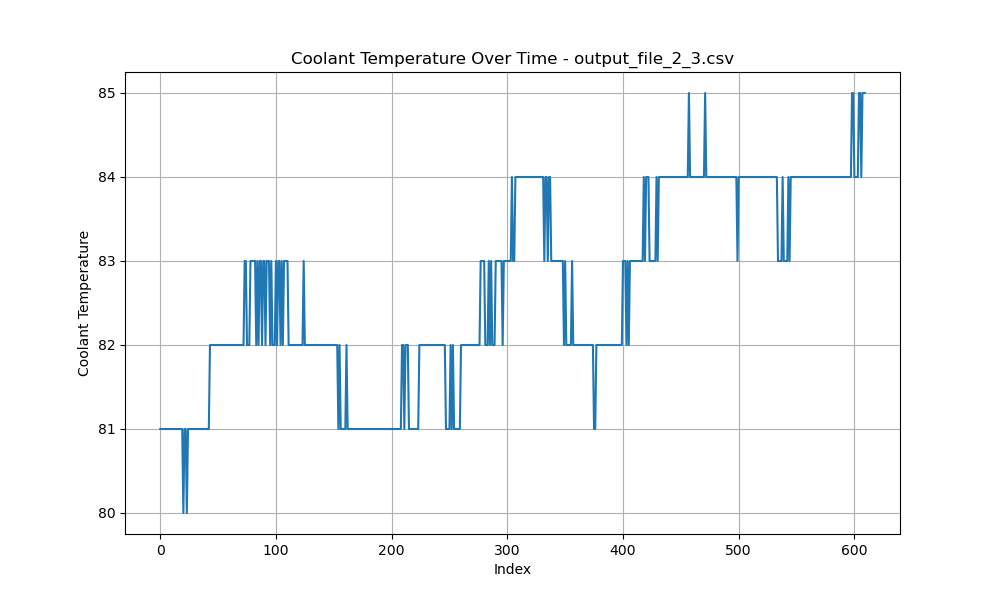 Coolant Temperature Over Time - output_file_2_3.csv
Coolant Temperature
85
84
83
82
81
80
0 100 200 300 400 500 600
Index